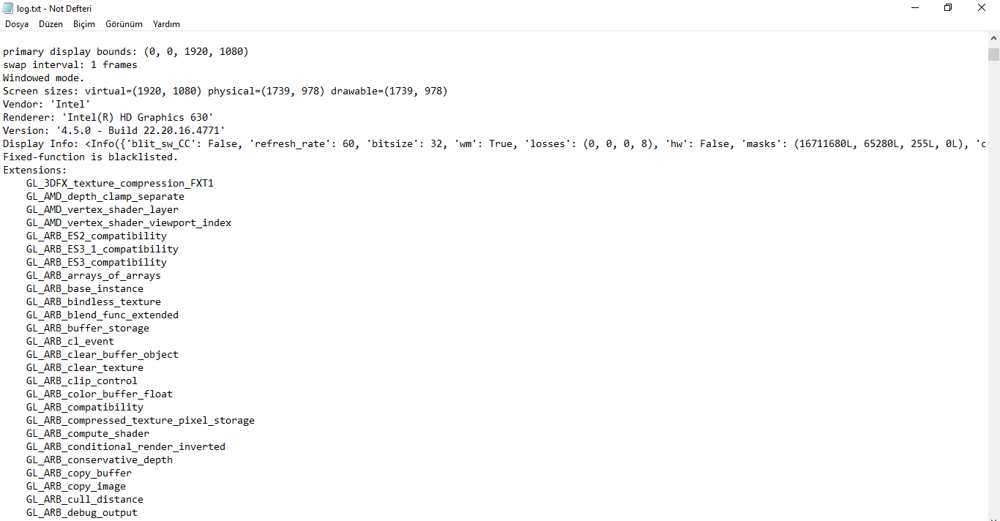 log.txt - Not Defteri
Dosya Düzen Biçim Görünüm Yardım
primary display bounds: (0, 0, 1920, 1080)
swap interval: 1 frames
Windowed mode.
Screen sizes: virtual=(1920, 1080) physical=(1739, 978) drawable=(1739, 978)
Vendor: 'Intel'
Renderer: 'Intel(R) HD Graphics 630'
Version: '4.5.0 - Build 22.20.16.4771'
Display Info: <Info({'blit_sw_CC': False, 'refresh_rate': 60, 'bitsize': 32, 'wm': True, 'losses': (0, 0, 0, 8), 'hw': False, 'masks': (16711680L, 65280L, 255L, 0L), 'c
Fixed-function is blacklisted.
Extensions:
GL_3DFX_texture_compression_FXT1
GL_AMD_depth_clamp_separate
GL_AMD_vertex_shader_layer
GL_AMD_vertex_shader_viewport_index
GL_ARB_ES2_compatibility
GL_ARB_ES3_1_compatibility
GL_ARB_ES3_compatibility
GL_ARB_arrays_of_arrays
GL_ARB_base_instance
GL_ARB_bindless_texture
GL_ARB_blend_func_extended
GL_ARB_buffer_storage
GL_ARB_cl_event
GL_ARB_clear_buffer_object
GL_ARB_clear_texture
GL_ARB_clip_control
GL_ARB_color_buffer_float
GL_ARB_compatibility
GL_ARB_compressed_texture_pixel_storage
GL_ARB_compute_shader
GL_ARB_conditional_render_inverted
GL_ARB_conservative_depth
GL_ARB_copy_buffer
GL_ARB_copy_image
GL_ARB_cull_distance
GL_ARB_debug_output